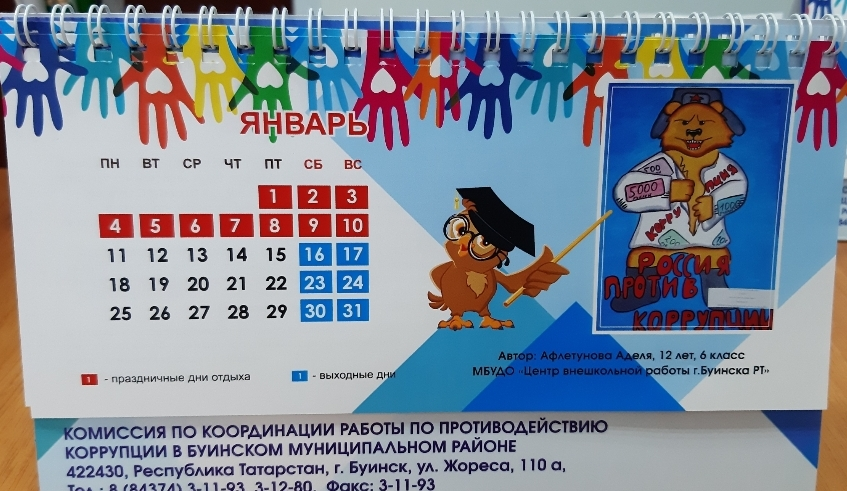 ЯНВАРЬ
ПН ВТ СР ЧТ ПТ СБ ВС
1 2 3
4 5 6 7 8 9 10
11 12 13 14 15 16 17
18 19 20 21 22 23 24
25 26 27 28 29 30 31
1 - праздничные дни отдыха 1 - выходные дни
500
5000
1000
КОРРУПЦИЯ
РОССИЯ
ПРОТИВ
КОРРУПЦИИ
Автор: Афлетунова Аделя, 12 лет, 6 класс
МБУДО «Центр внешкольной работы г.Буинска РТ»
КОМИССИЯ ПО КООРДИНАЦИИ РАБОТЫ ПО ПРОТИВОДЕЙСТВИЮ
КОРРУПЦИИ В БУИНСКОМ МУНИЦИПАЛЬНОМ РАЙОНЕ
422430, Республика Татарстан, г. Буинск, ул. Жореса, 110 а,
Тел.: 8 (84374) 3-11-93, 3-12-80, Факс: 3-11-93